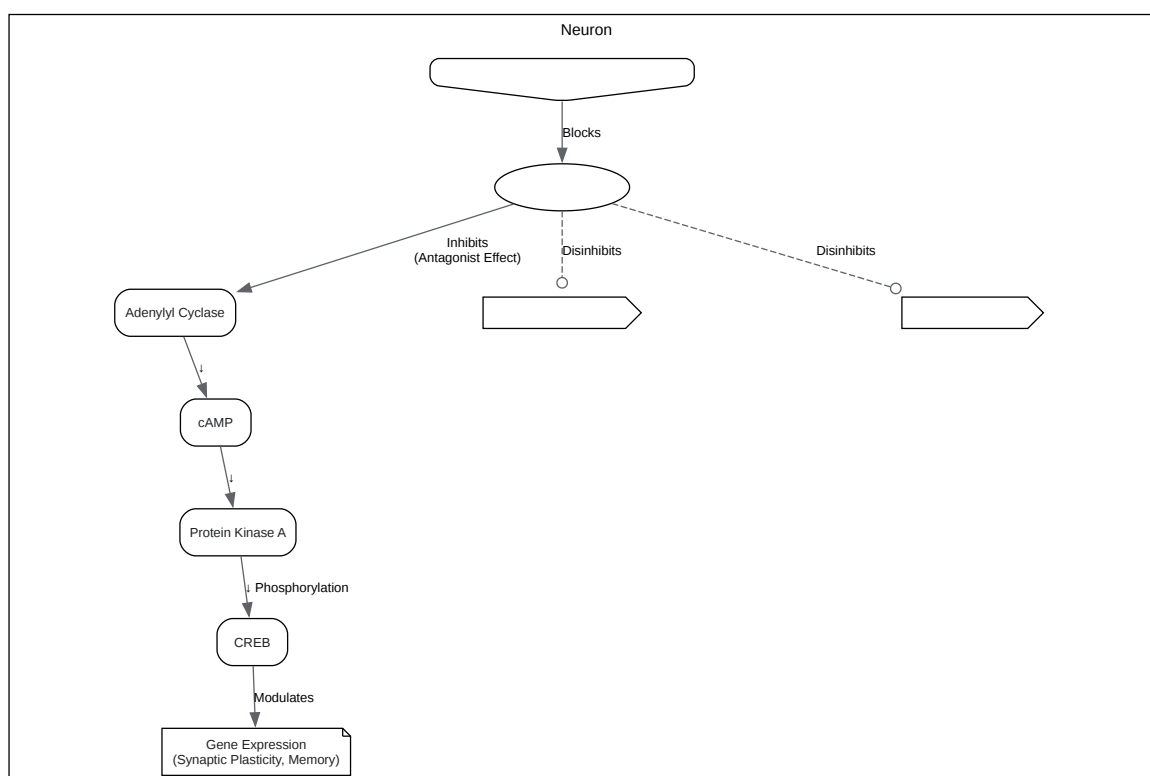 Neuron
Blocks
Inhibits
(Antagonist Effect)
Disinhibits
Disinhibits
Adenylyl Cyclase
↓
cAMP
↓
Protein Kinase A
↓ Phosphorylation
CREB
Modulates
Gene Expression
(Synaptic Plasticity, Memory)